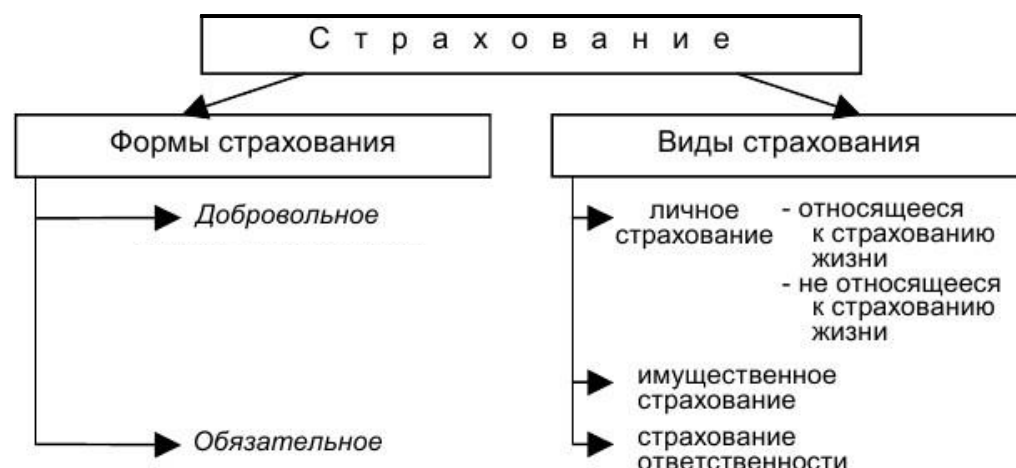 Страхование
Формы страхования
Добровольное
Обязательное
Виды страхования
личное
страхование
- относящееся
к страхованию
жизни
- не относящееся
к страхованию
жизни
имущественное
страхование
страхование
ответственности